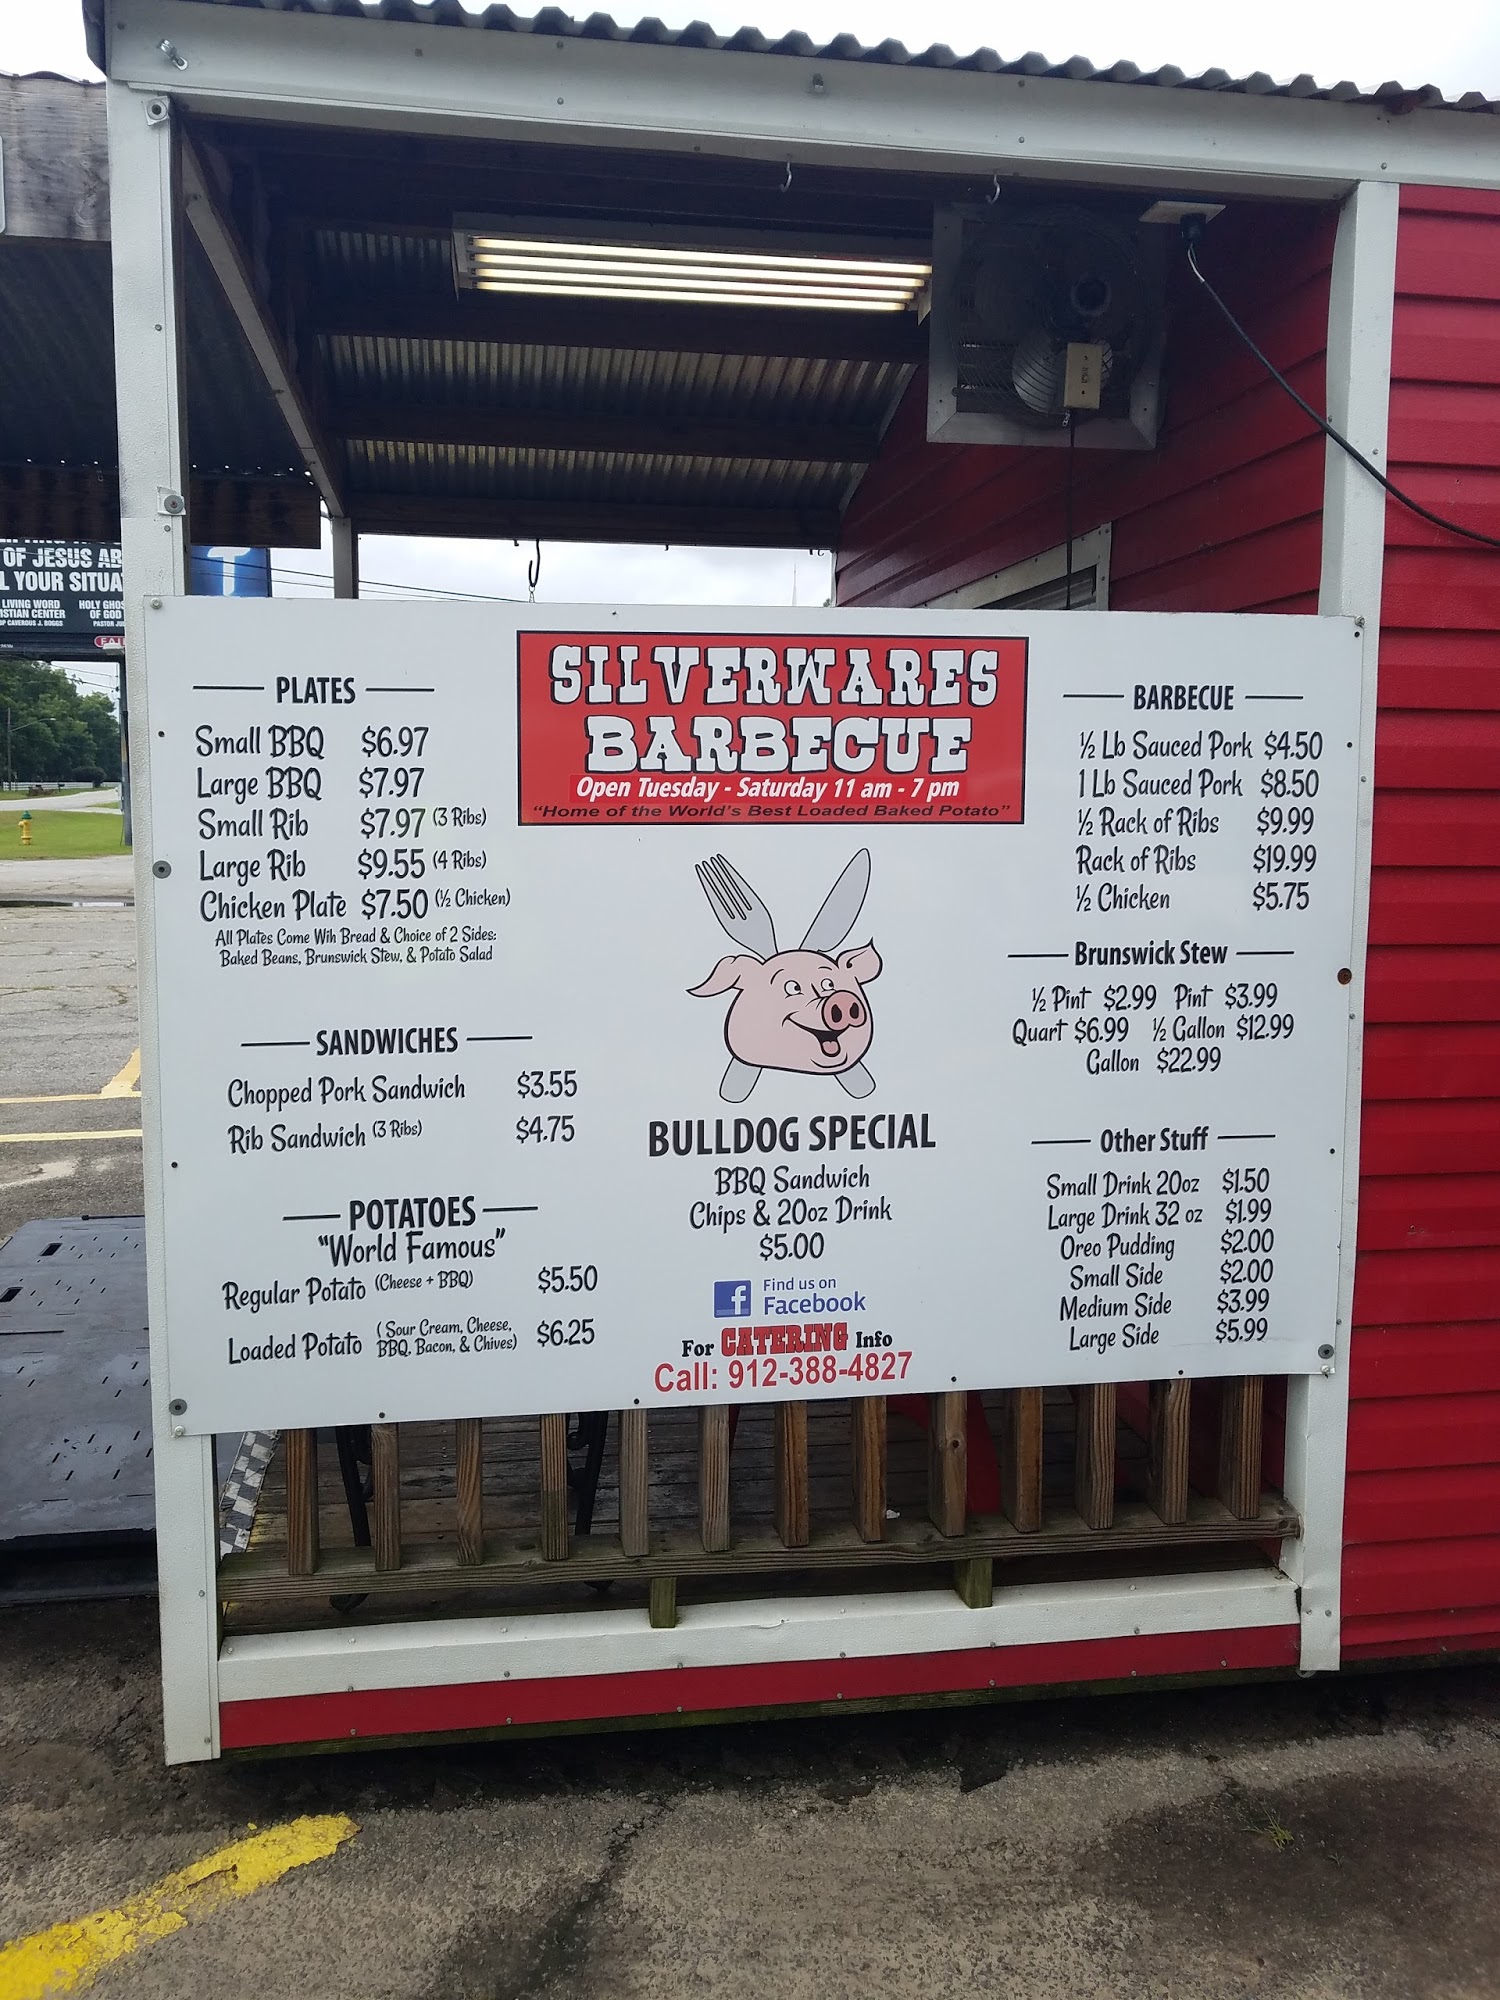 OF JESUS
YOUR
LIVING WORD
CENTER
SILVERWARES
BARBECUE
Open Tuesday - Saturday 11 am - 7 pm
"Home of the World's Best Loaded Baked Potato"
PLATES
Small BBQ $6.97
Large BBQ $7.97
Small Rib $7.97 (3 Ribs)
Large Rib $9.55 (4 Ribs)
Chicken Plate $7.50 (½ Chicken)
All Plates Come Wih Bread & Choice of 2 Sides:
Baked Beans, Brunswick Stew, & Potato Salad
SANDWICHES
Chopped Pork Sandwich $3.55
Rib Sandwich (3 Ribs) $4.75
POTATOES
"World Famous"
Regular Potato (Cheese + BBQ) $5.50
Loaded Potato (Sour Cream, Cheese,
BBQ, Bacon, & Chives) $6.25
BULLDOG SPECIAL
BBQ Sandwich
Chips & 20oz Drink
$5.00
f Find us on
Facebook
For CATERING Info
Call: 912-388-4827
BARBECUE
½ Lb Sauced Pork $4.50
1 Lb Sauced Pork $8.50
½ Rack of Ribs $9.99
Rack of Ribs $19.99
½ Chicken $5.75
Brunswick Stew
½ Pint $2.99 Pint $3.99
Quart $6.99 ½ Gallon $12.99
Gallon $22.99
Other Stuff
Small Drink 20oz $1.50
Large Drink 32 oz $1.99
Oreo Pudding $2.00
Small Side $2.00
Medium Side $3.99
Large Side $5.99